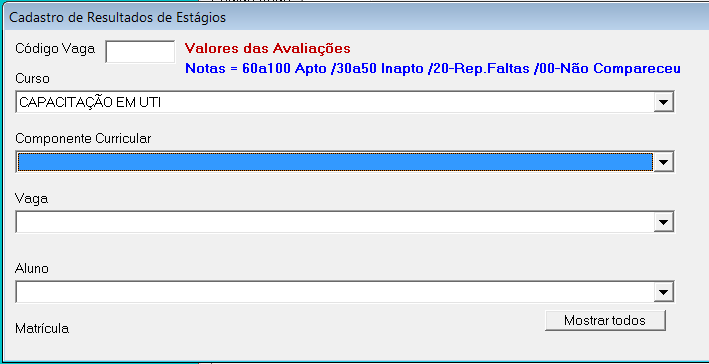 Cadastro de Resultados de Estágios
Código Vaga
Valores das Avaliações
Notas = 60a100 Apto /30a50 Inapto /20-Rep.Faltas /00-Não Compareceu
Curso
CAPACITAÇÃO EM UTI
Componente Curricular
Vaga
Aluno
Mostrar todos
Matrícula